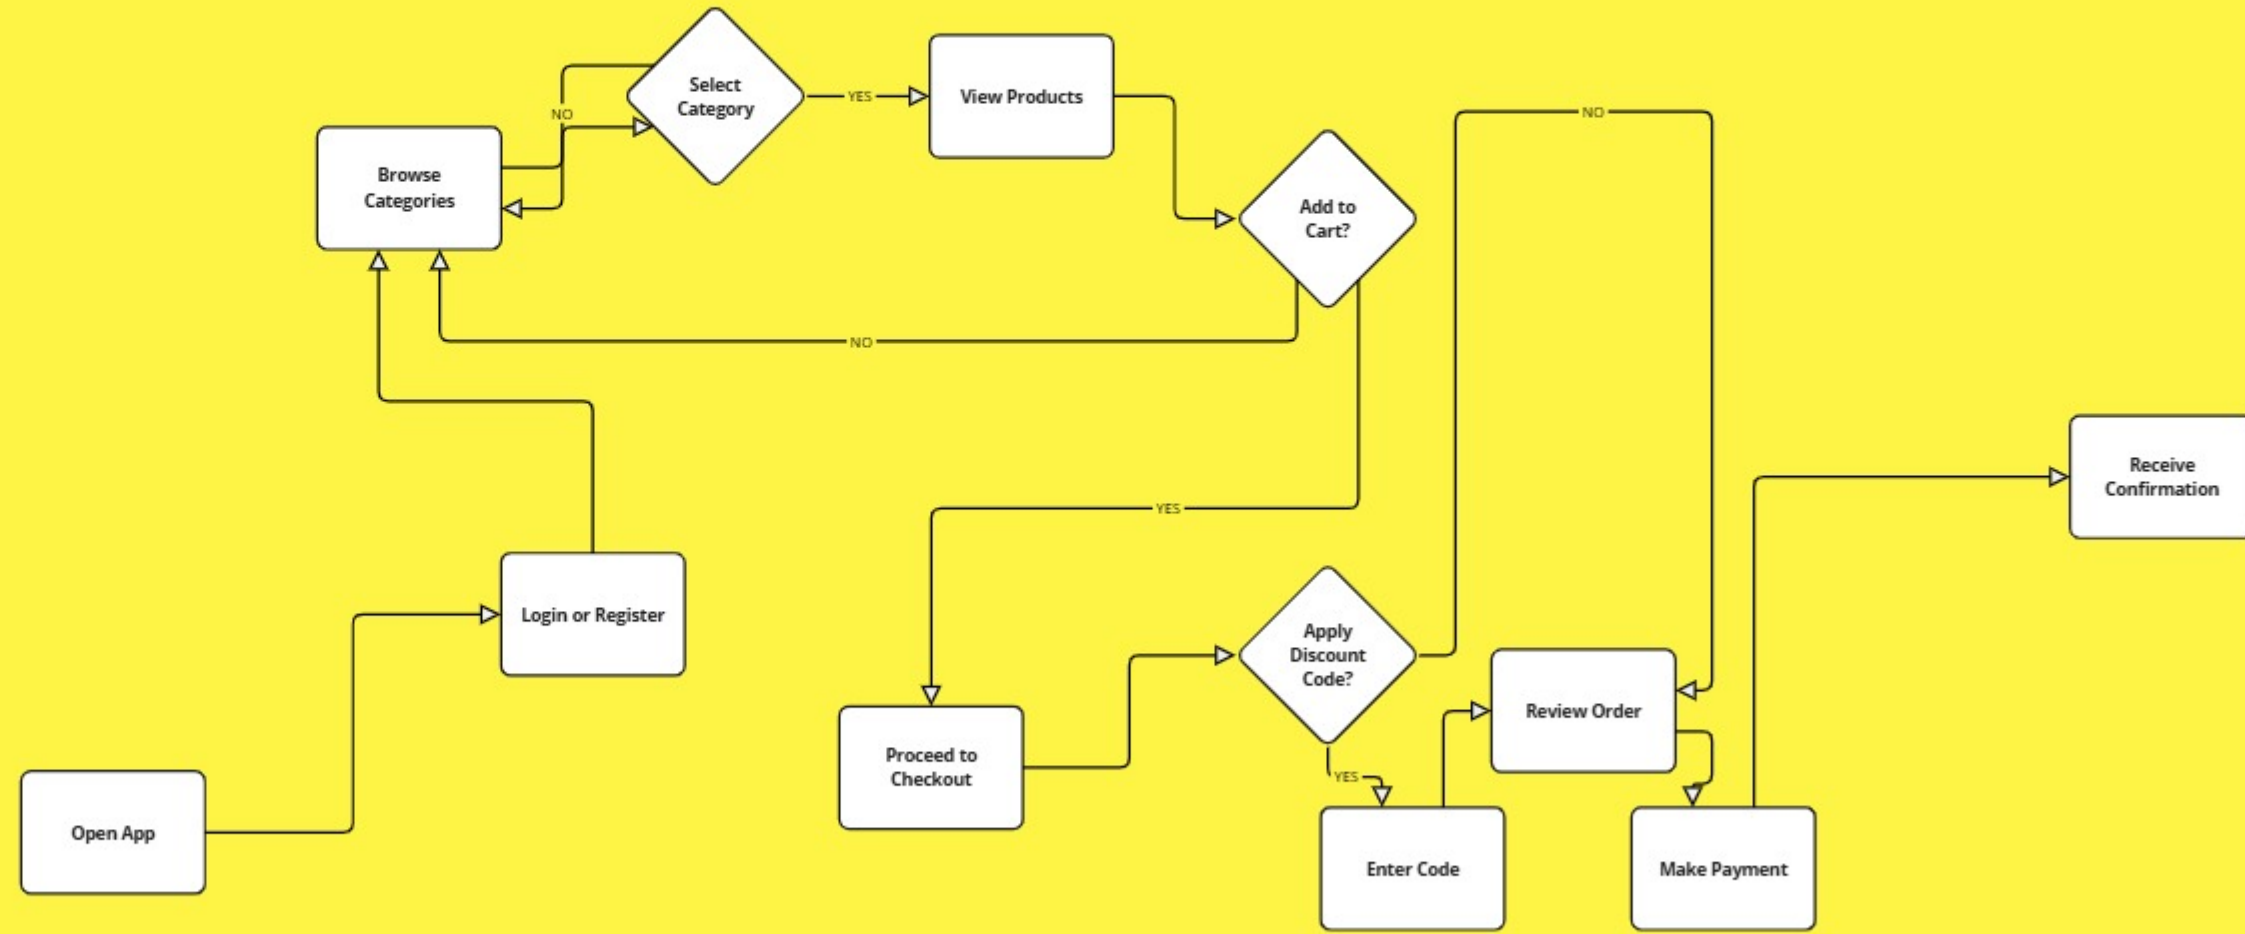 Select
Category
YES
View Products
NO
NO
Browse
Categories
Add to
Cart?
NO
Receive
Confirmation
YES
Login or Register
Apply
Discount
Code?
Review Order
Proceed to
Checkout
YES
Open App
Enter Code
Make Payment